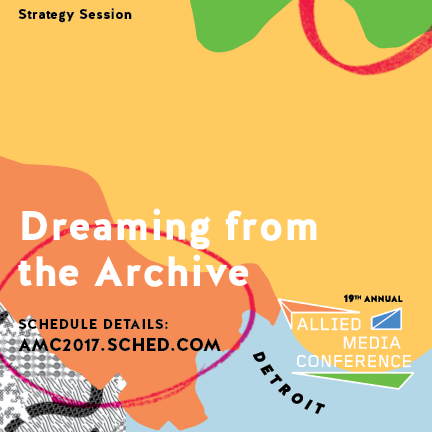 Strategy Session
Dreaming from
the Archive
SCHEDULE DETAILS:
AMC2017.SCHED.COM
19TH ANNUAL
ALLIED
MEDIA
CONFERENCE
DETROIT